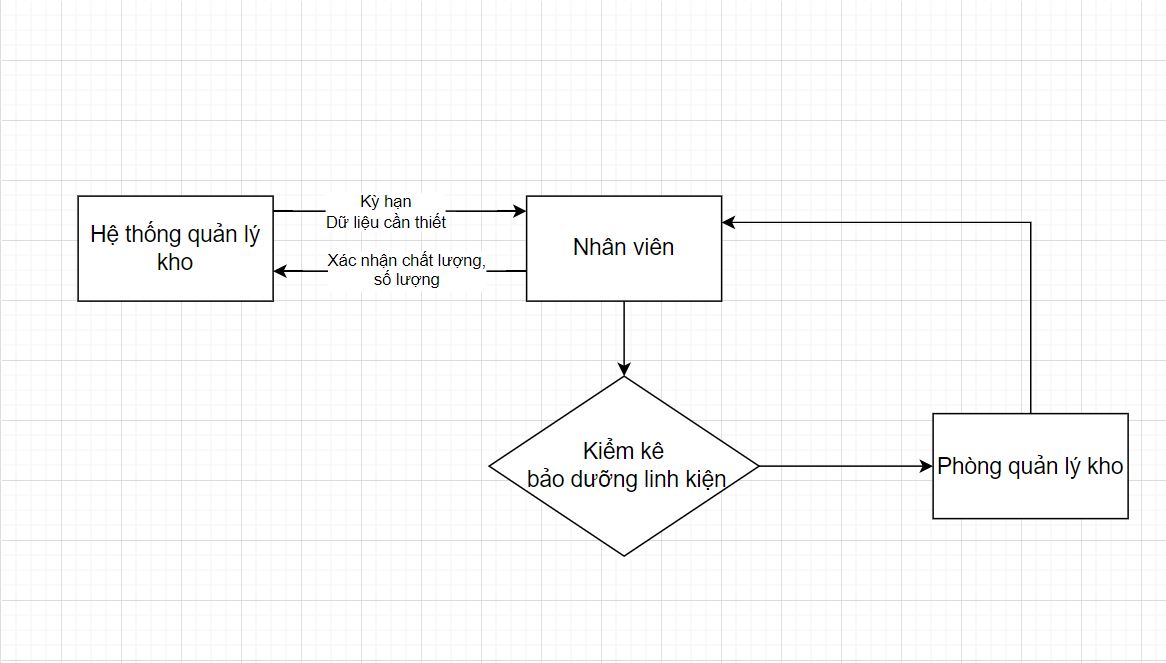 Hệ thống quản lý
kho
Kỳ hạn
Dữ liệu cần thiết
Xác nhận chất lượng,
số lượng
Nhân viên
Kiểm kê
bảo dưỡng linh kiện
Phòng quản lý kho